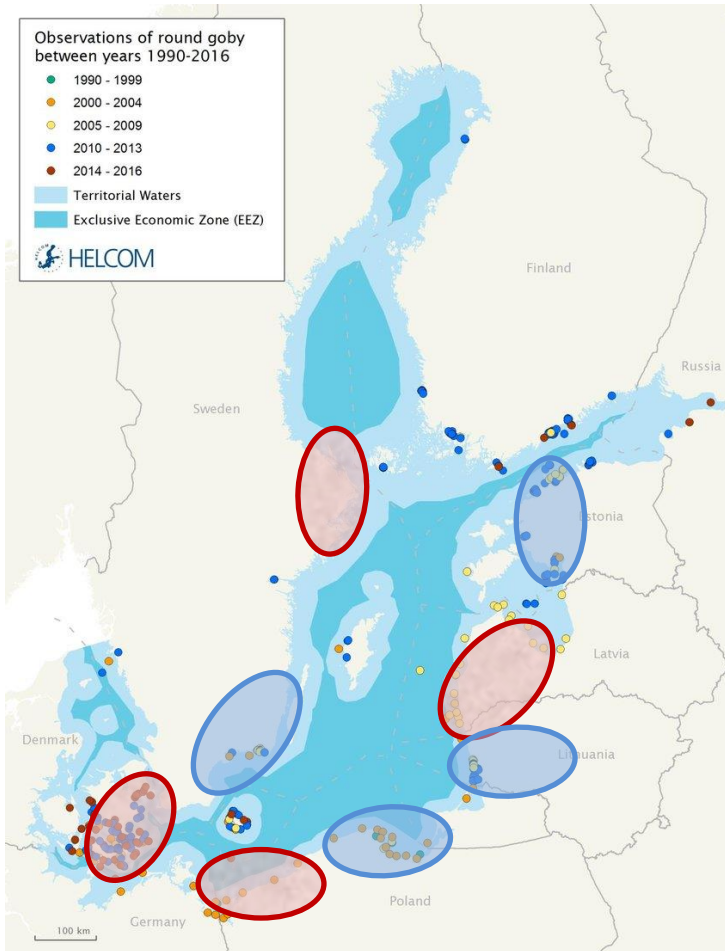 Observations of round goby
between years 1990-2016
1990 - 1999
2000 - 2004
2005 - 2009
2010 - 2013
2014 - 2016
Territorial Waters
Exclusive Economic Zone (EEZ)
HELCOM
Finland
Russia
Sweden
Estonia
Latvia
Denmark
Lithuania
Poland
Germany
100 km